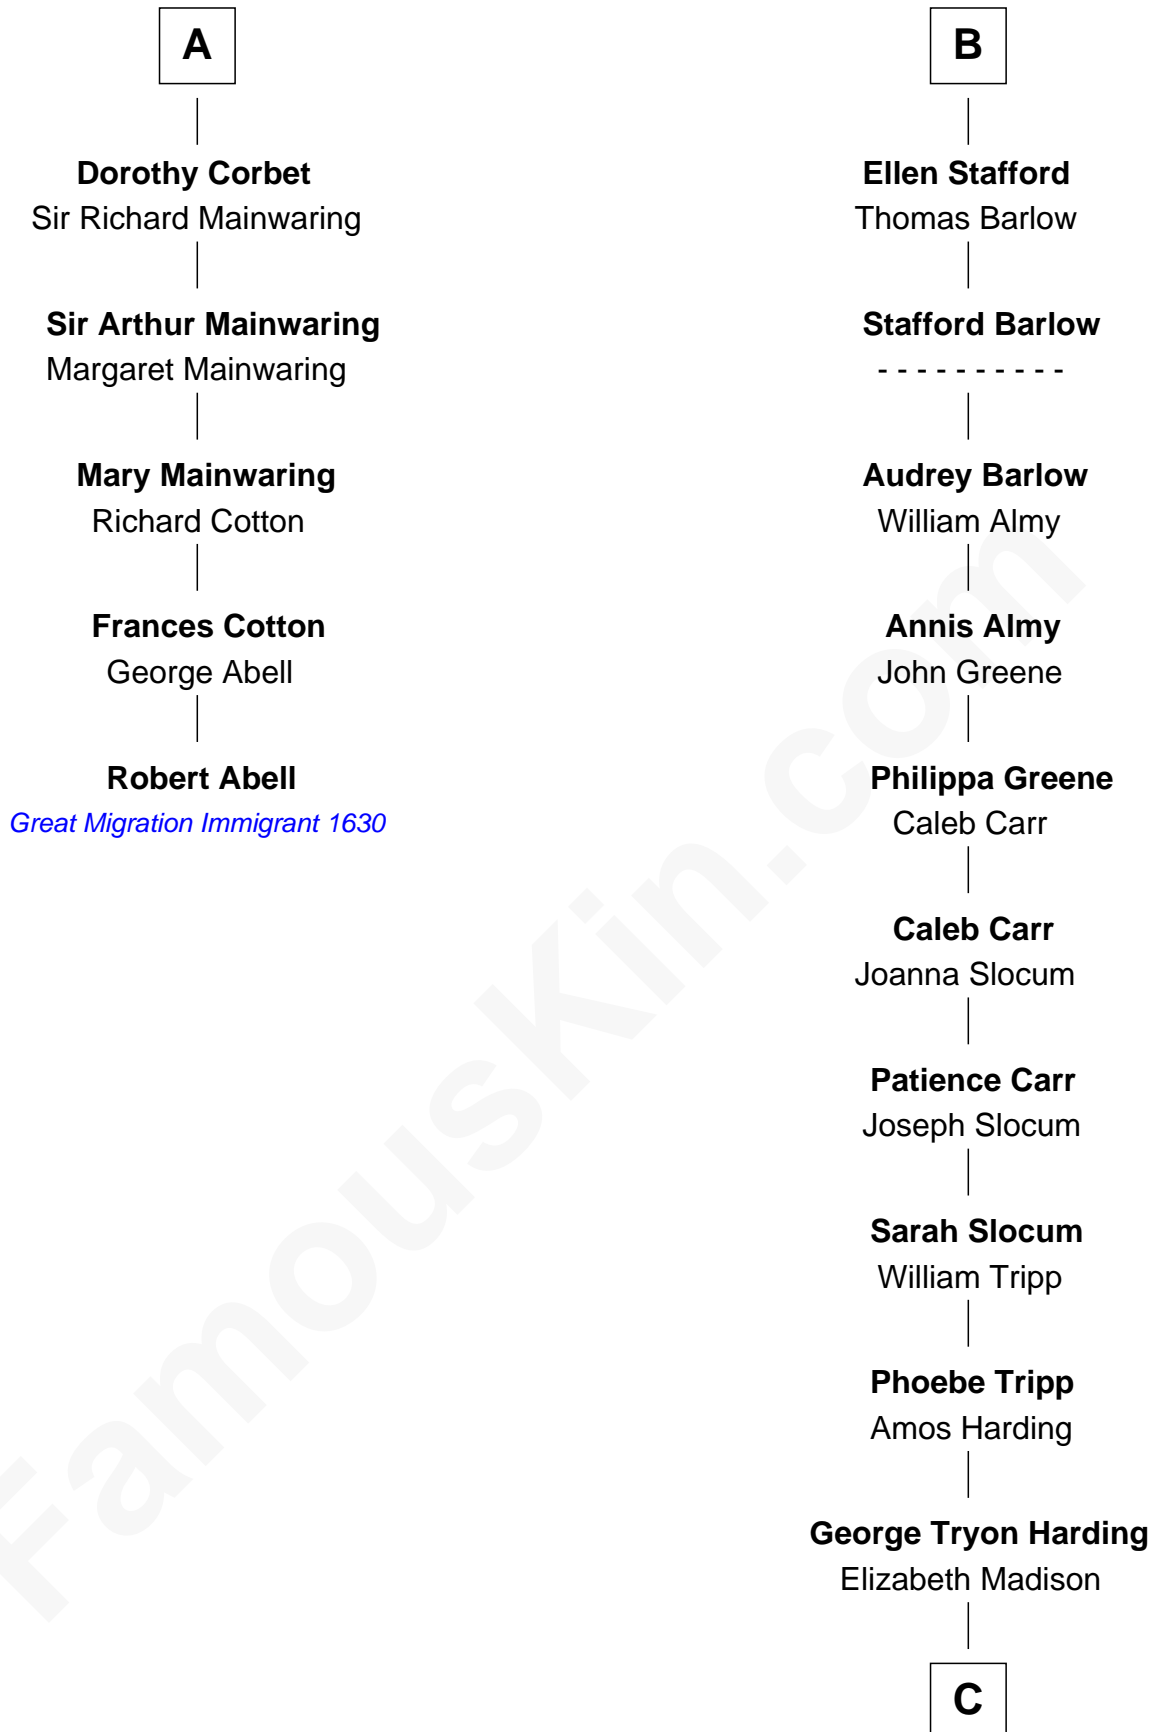 A
Dorothy Corbet
Sir Richard Mainwaring
Sir Arthur Mainwaring
Margaret Mainwaring
Mary Mainwaring
Richard Cotton
Frances Cotton
George Abell
Robert Abell
Great Migration Immigrant 1630
B
Ellen Stafford
Thomas Barlow
Stafford Barlow
- - - - - - - - - -
Audrey Barlow
William Almy
Annis Almy
John Greene
Philippa Greene
Caleb Carr
Caleb Carr
Joanna Slocum
Patience Carr
Joseph Slocum
Sarah Slocum
William Tripp
Phoebe Tripp
Amos Harding
George Tryon Harding
Elizabeth Madison
C
FamousKin.com